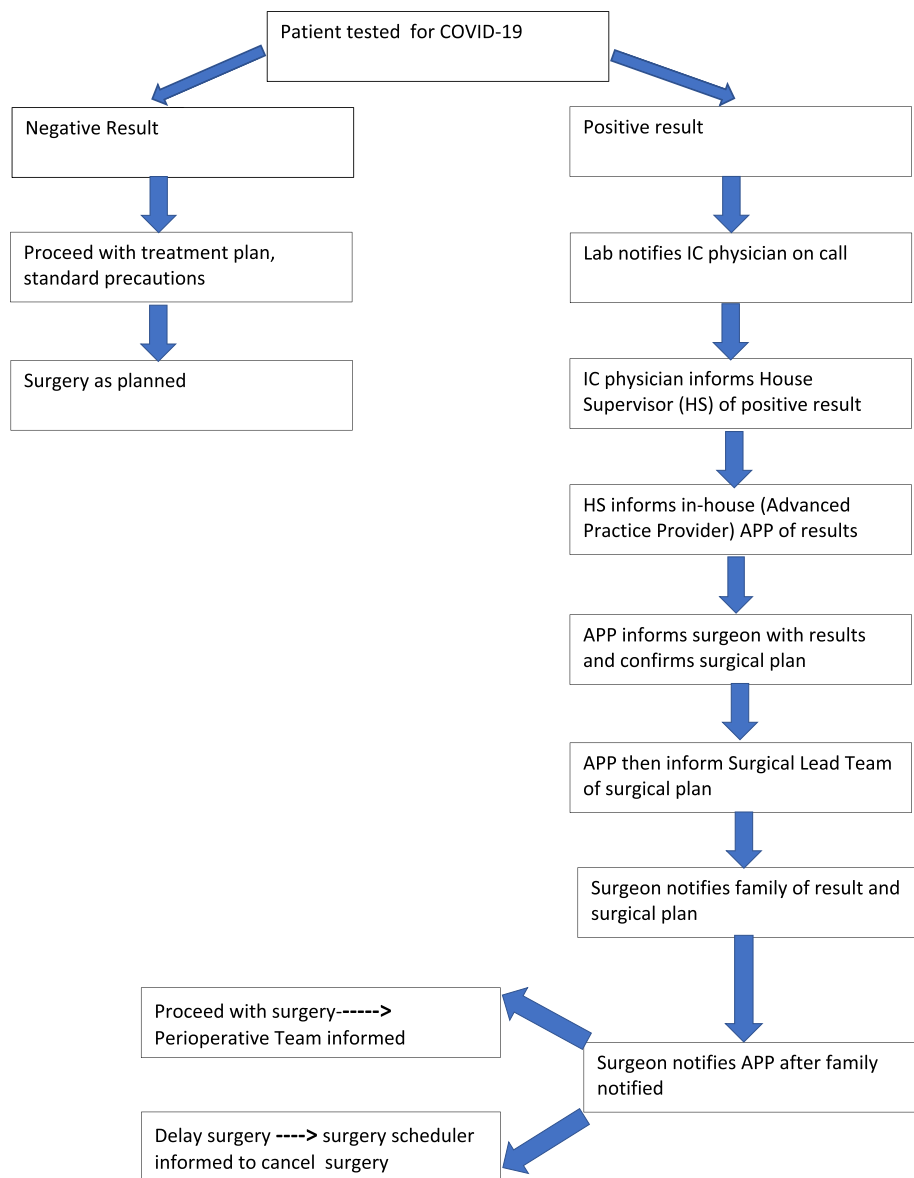 Patient tested  for COVID-19
Negative Result
Proceed with treatment plan,
standard precautions
Surgery as planned
Positive result
Lab notifies IC physician on call
IC physician informs House
Supervisor (HS) of positive result
HS informs in-house (Advanced
Practice Provider) APP of results
APP informs surgeon with results
and confirms surgical plan
APP then inform Surgical Lead Team
of surgical plan
Surgeon notifies family of result and
surgical plan
Surgeon notifies APP after family
notified
Proceed with surgery------>
Perioperative Team informed
Delay surgery ----> surgery scheduler
informed to cancel  surgery